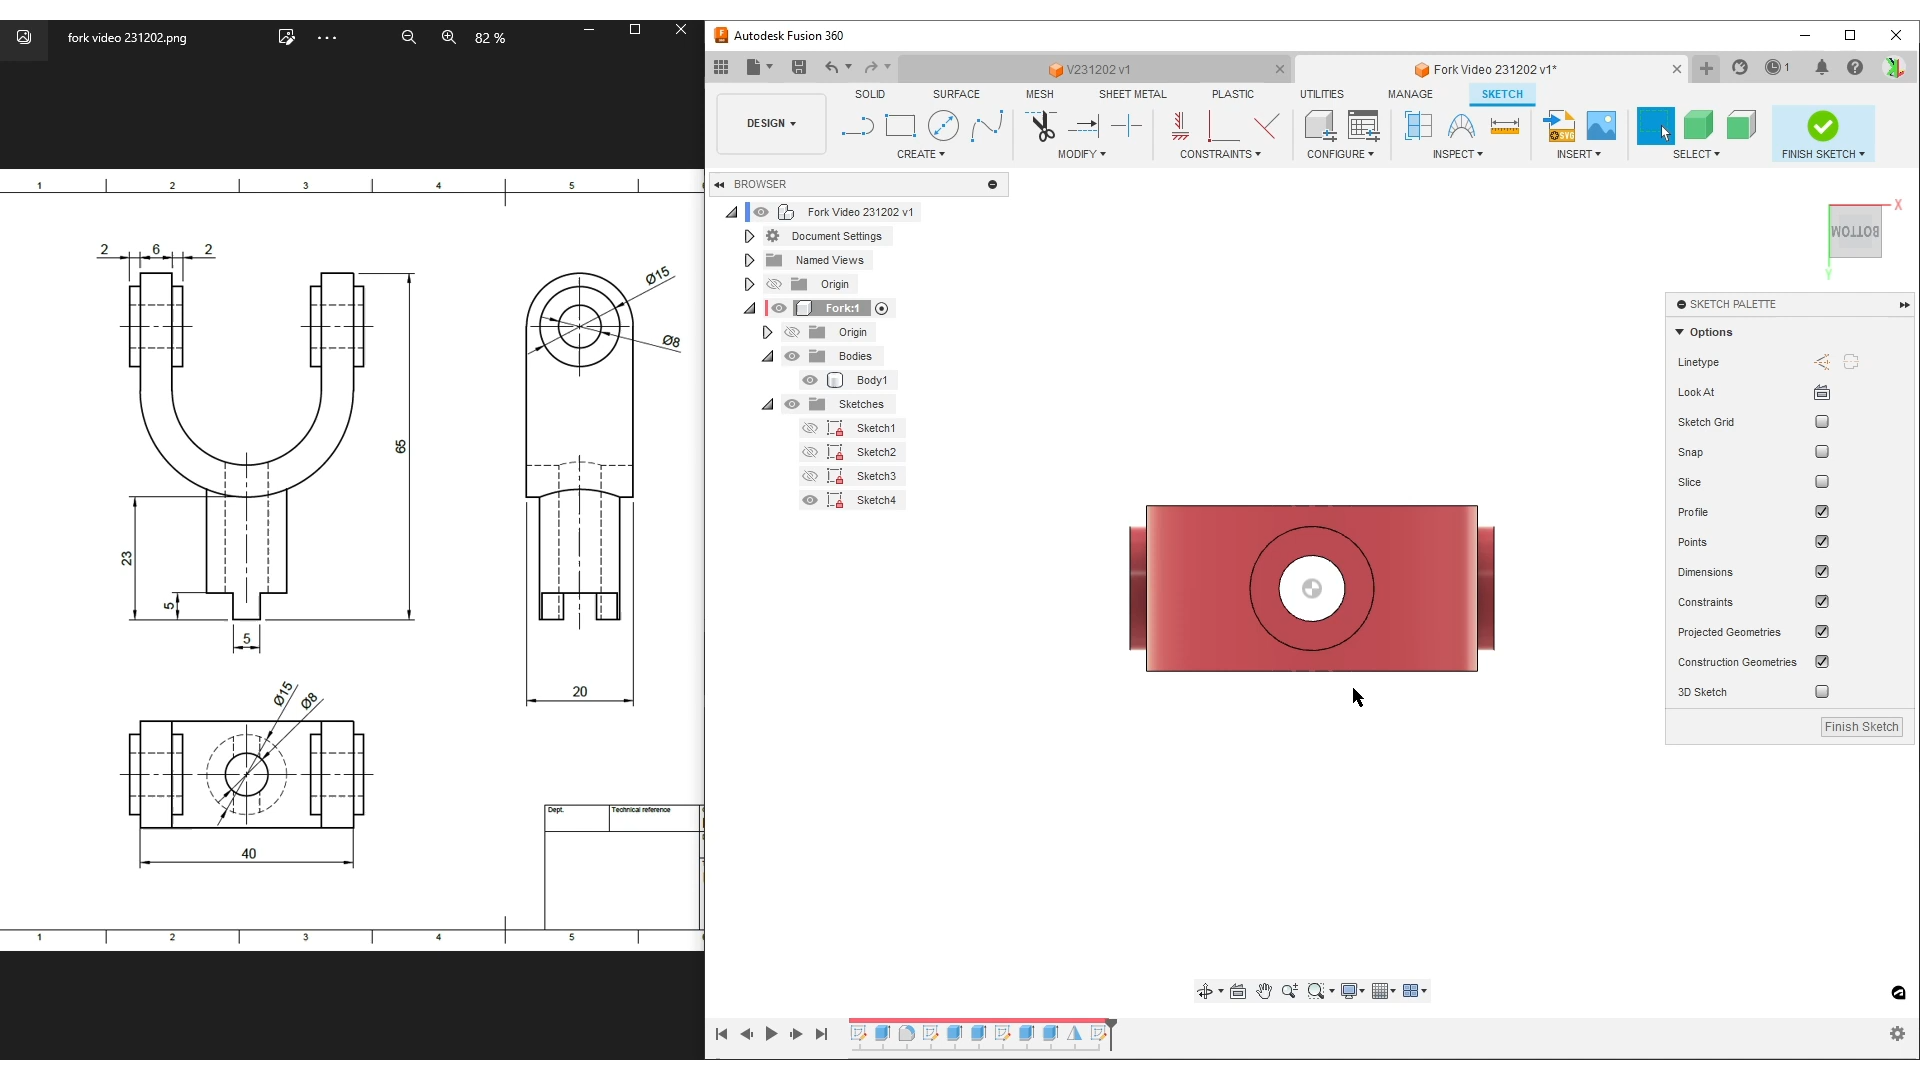 fork video 231202.png
82 %
1 2 3 4 5
2 6 2
65
23
5
5
Ø15
Ø8
20
Ø15
Ø8
40
Dept. Technical reference
1 2 3 4 5
Autodesk Fusion 360
V231202 v1
Fork Video 231202 v1*
1
SOLID SURFACE MESH SHEET METAL PLASTIC UTILITIES MANAGE SKETCH
DESIGN
CREATE MODIFY CONSTRAINTS CONFIGURE INSPECT INSERT SELECT FINISH SKETCH
SVG
BROWSER
Fork Video 231202 v1
Document Settings
Named Views
Origin
Fork:1
Origin
Bodies
Body1
Sketches
Sketch1
Sketch2
Sketch3
Sketch4
X
BOTTOM
Y
SKETCH PALETTE
Options
Linetype
Look At
Sketch Grid
Snap
Slice
Profile
Points
Dimensions
Constraints
Projected Geometries
Construction Geometries
3D Sketch
Finish Sketch